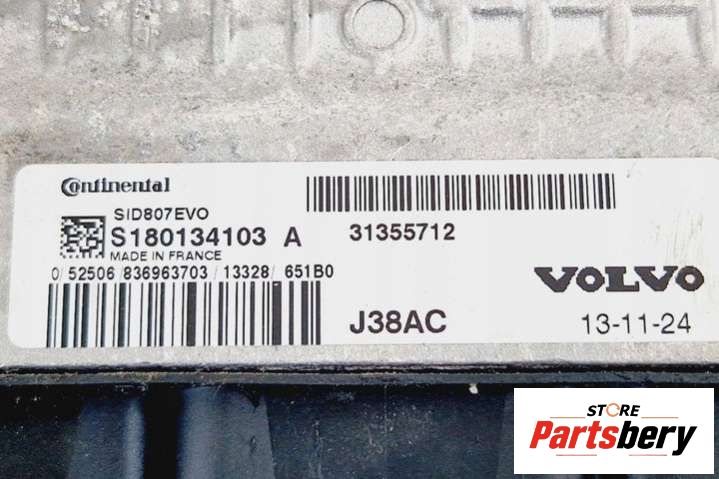 Continental
SID807EVO
S180134103 A
MADE IN FRANCE
0/52506/836963703/13328/651B0
31355712
VOLVO
J38AC
13-11-24
STORE
Partsbery